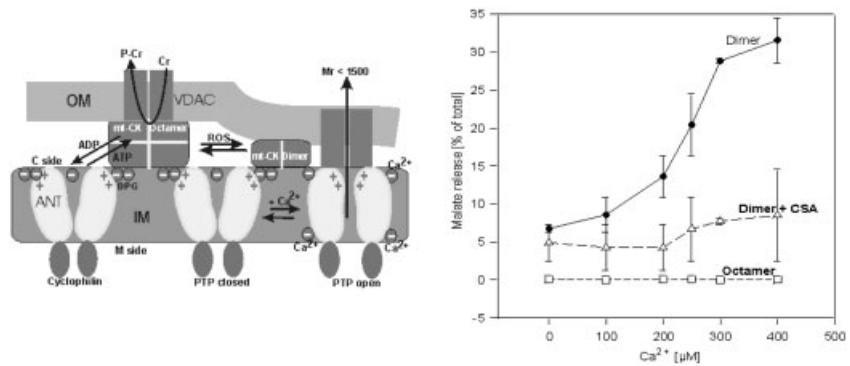 P-Cr
Cr
Mr < 1500
OM
VDAC
mt-CK Octamer
ADP
ATP
ROS
mt-CK Dimer
C side
Ca2+
DPG
ANT
IM
+ Ca2+
M side
Ca2+
Ca2+
Cyclophilin
PTP closed
PTP open
35
30
25
20
15
10
5
0
-5
Malate release [% of total]
Dimer
Dimer + CSA
Octamer
0 100 200 300 400 500
Ca2+ [µM]